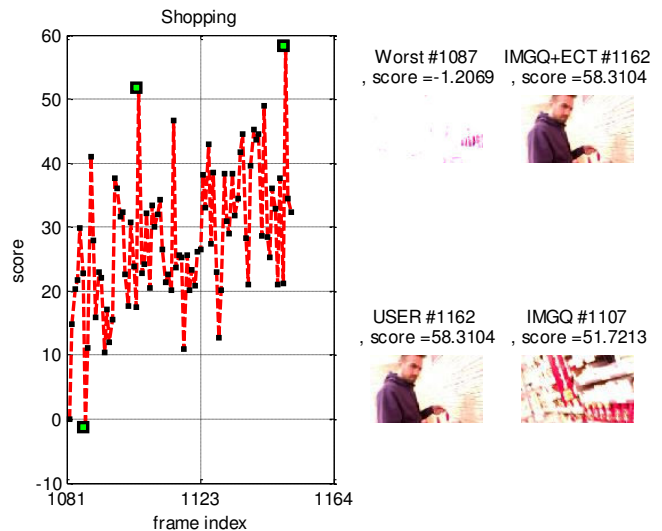 Shopping
60
50
40
30
20
10
0
-10
score
1081
1123
1164
frame index
Worst #1087
, score =-1.2069
IMGQ+ECT #1162
, score =58.3104
USER #1162
, score =58.3104
IMGQ #1107
, score =51.7213